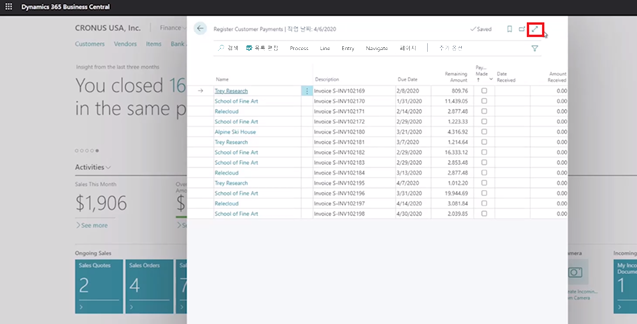 Dynamics 365 Business Central
CRONUS USA, Inc.
Finance
Customers Vendors Items Bank
Insight from the last three months
You closed 16
in the same p
Activities
Sales This Month
$1,906
See more
Ongoing Sales
Sales Quotes
2
Sales Orders
4
Register Customer Payments | 작업 날짜: 4/6/2020
Saved
검색 목록 편집 Process Line Entry Navigate 페이지
Name Description Due Date Remaining Amount Pay... Made ? Date Received Amount Received
Trey Research Invoice S-INV102169 2/8/2020 809.76 0.00
School of Fine Art Invoice S-INV102170 1/31/2020 11,439.05 0.00
Relecloud Invoice S-INV102171 2/14/2020 2,877.48 0.00
School of Fine Art Invoice S-INV102172 2/29/2020 1,223.33 0.00
Alpine Ski House Invoice S-INV102180 3/21/2020 4,316.92 0.00
Trey Research Invoice S-INV102181 3/7/2020 1,214.64 0.00
School of Fine Art Invoice S-INV102182 2/29/2020 16,333.12 0.00
School of Fine Art Invoice S-INV102183 2/29/2020 2,853.48 0.00
Relecloud Invoice S-INV102184 3/13/2020 2,877.48 0.00
Trey Research Invoice S-INV102195 4/7/2020 1,012.20 0.00
School of Fine Art Invoice S-INV102196 3/31/2020 19,944.69 0.00
Relecloud Invoice S-INV102197 4/14/2020 3,081.84 0.00
School of Fine Art Invoice S-INV102198 4/30/2020 2,039.85 0.00
Incoming
My Inco
Docume
1